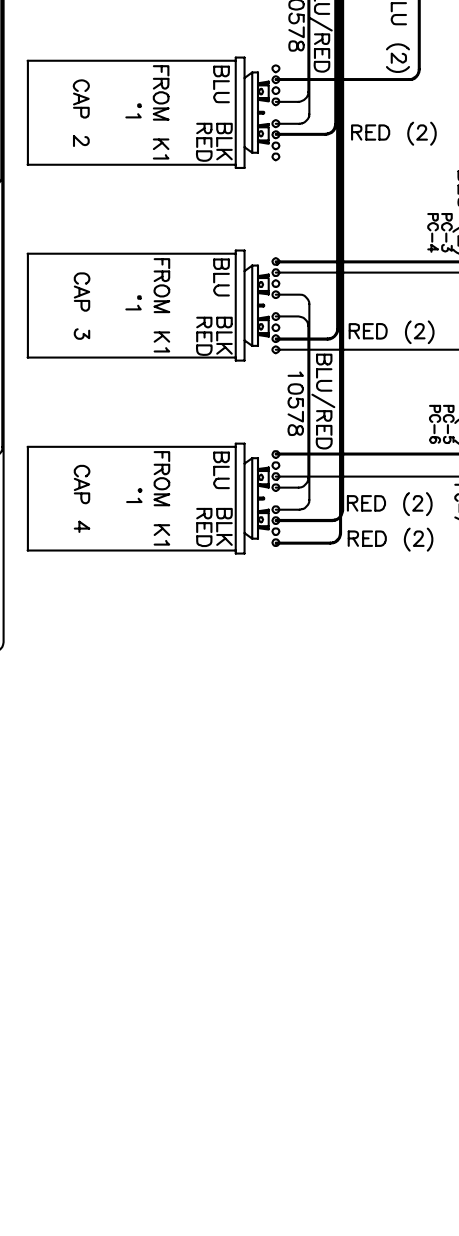 BLU (2)
BLU/RED
10578
BLU
BLK
RED
FROM K1
*1
CAP 2
RED (2)
PC-3
PC-4
BLU
BLK
RED
FROM K1
*1
CAP 3
RED (2)
BLU/RED
10578
PC-5
PC-6
BLU
BLK
RED
FROM K1
*1
CAP 4
RED (2)
RED (2)